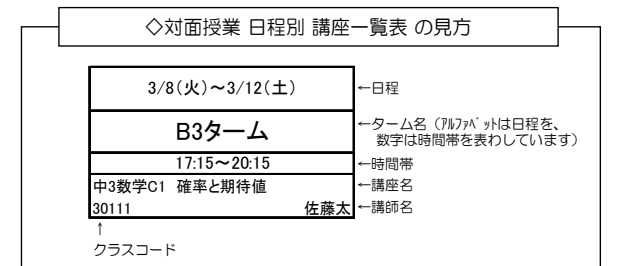 ◇対面授業 日程別 講座一覧表 の見方
3/8(火)～3/12(土)
←日程
B3ターム
←ターム名（ｱﾙﾌｧﾍﾞｯﾄは日程を、
数字は時間帯を表わしています）
17:15～20:15
←時間帯
中3数学C1 確率と期待値
←講座名
30111 佐藤太
←講師名
↑
クラスコード